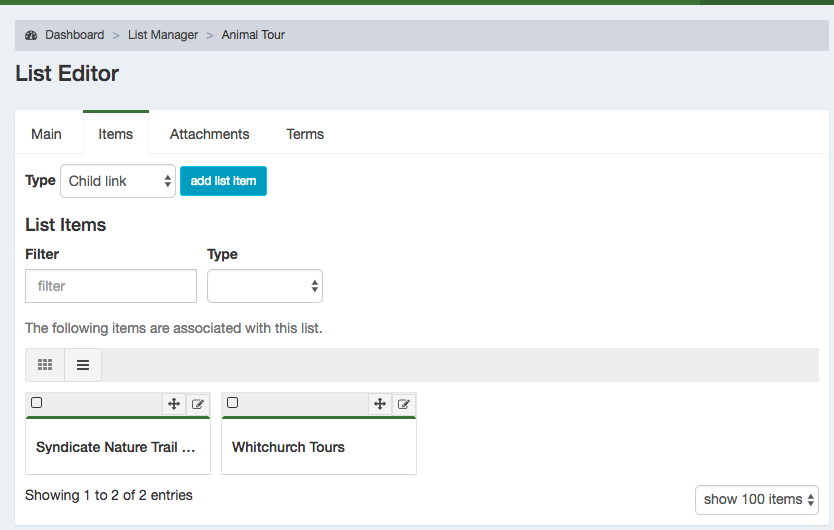 Dashboard > List Manager > Animal Tour
List Editor
Main Items Attachments Terms
Type Child link add list item
List Items
Filter Type
filter
The following items are associated with this list.
Syndicate Nature Trail ... Whitchurch Tours
Showing 1 to 2 of 2 entries
show 100 items